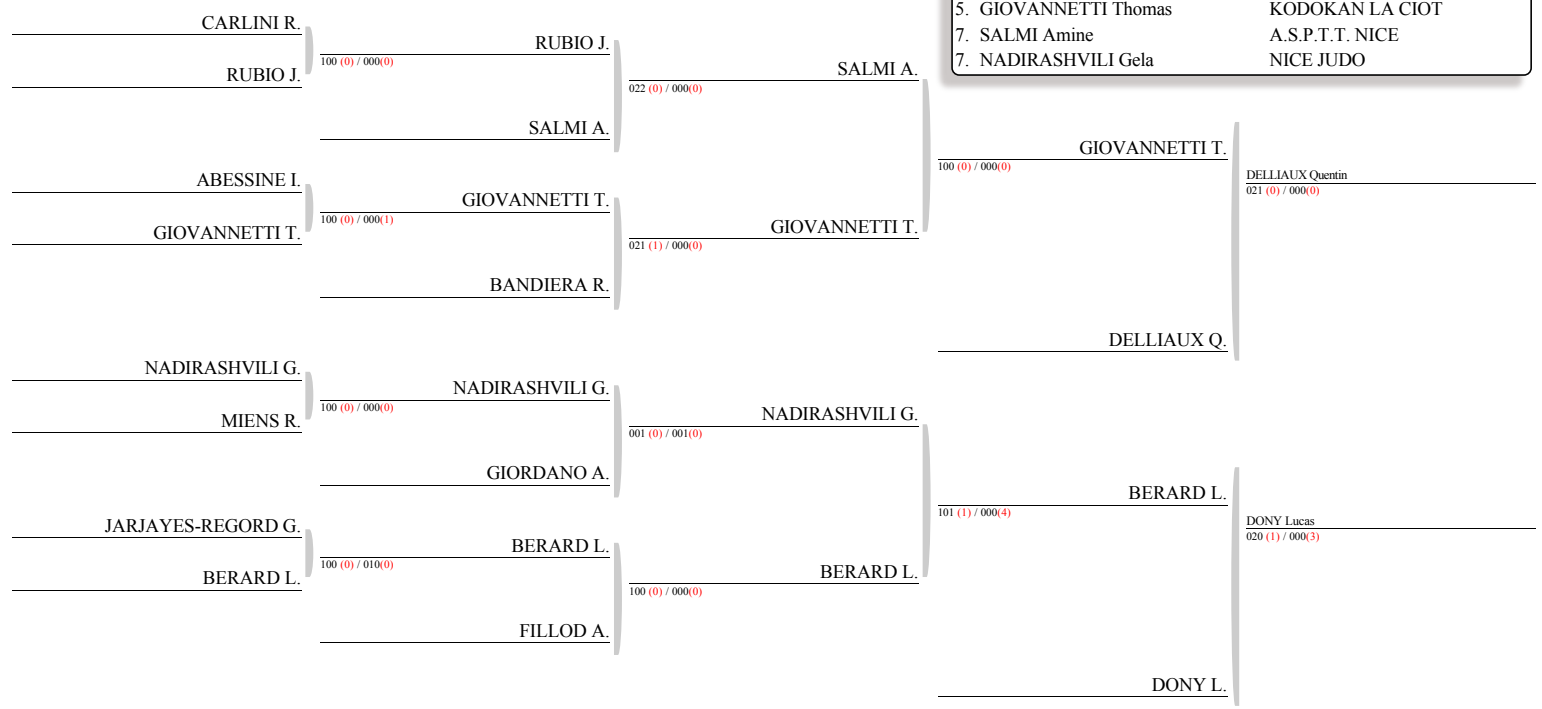 5. GIOVANNETTI Thomas KODOKAN LA CIOT
7. SALMI Amine A.S.P.T.T. NICE
7. NADIRASHVILI Gela NICE JUDO
CARLINI R.
RUBIO J.
ABESSINE I.
GIOVANNETTI T.
NADIRASHVILI G.
MIENS R.
JARJAYES-REGORD G.
BERARD L.
RUBIO J.
100 (0) / 000(0)
SALMI A.
GIOVANNETTI T.
100 (0) / 000(1)
BANDIERA R.
NADIRASHVILI G.
100 (0) / 000(0)
GIORDANO A.
BERARD L.
100 (0) / 010(0)
FILLOD A.
SALMI A.
022 (0) / 000(0)
GIOVANNETTI T.
021 (1) / 000(0)
NADIRASHVILI G.
001 (0) / 001(0)
BERARD L.
100 (0) / 000(0)
GIOVANNETTI T.
100 (0) / 000(0)
DELLIAUX Q.
BERARD L.
101 (1) / 000(4)
DONY L.
DELLIAUX Quentin
021 (0) / 000(0)
DONY Lucas
020 (1) / 000(3)